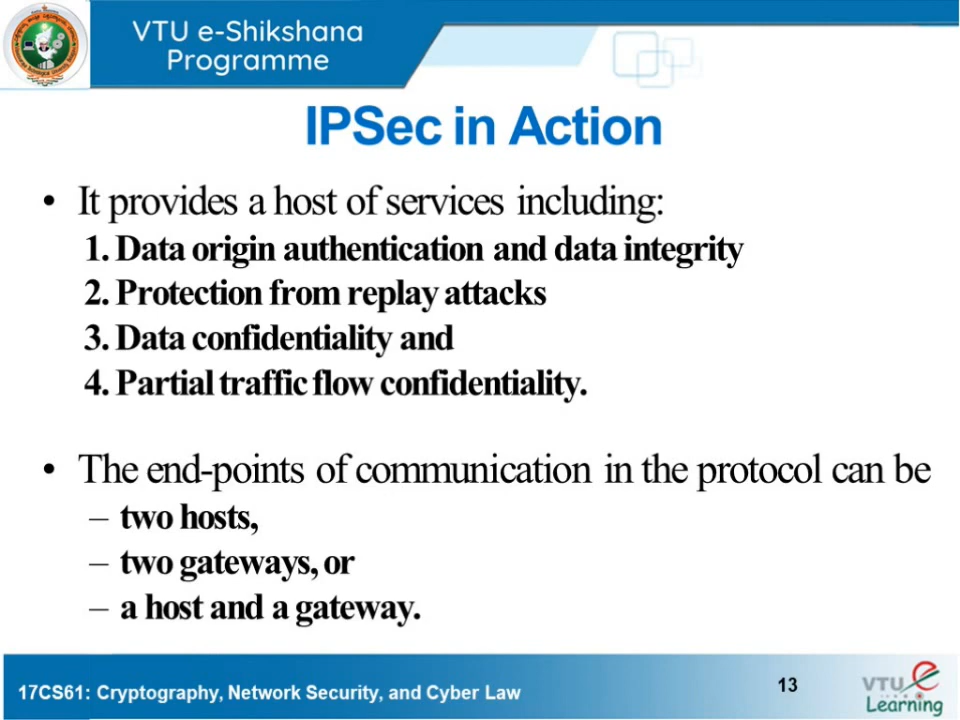 VTU e-Shikshana
Programme
IPSec in Action
• It provides a host of services including:
1. Data origin authentication and data integrity
2. Protection from replay attacks
3. Data confidentiality and
4. Partial traffic flow confidentiality.
• The end-points of communication in the protocol can be
– two hosts,
– two gateways, or
– a host and a gateway.
17CS61: Cryptography, Network Security, and Cyber Law
13
VTU e
Learning